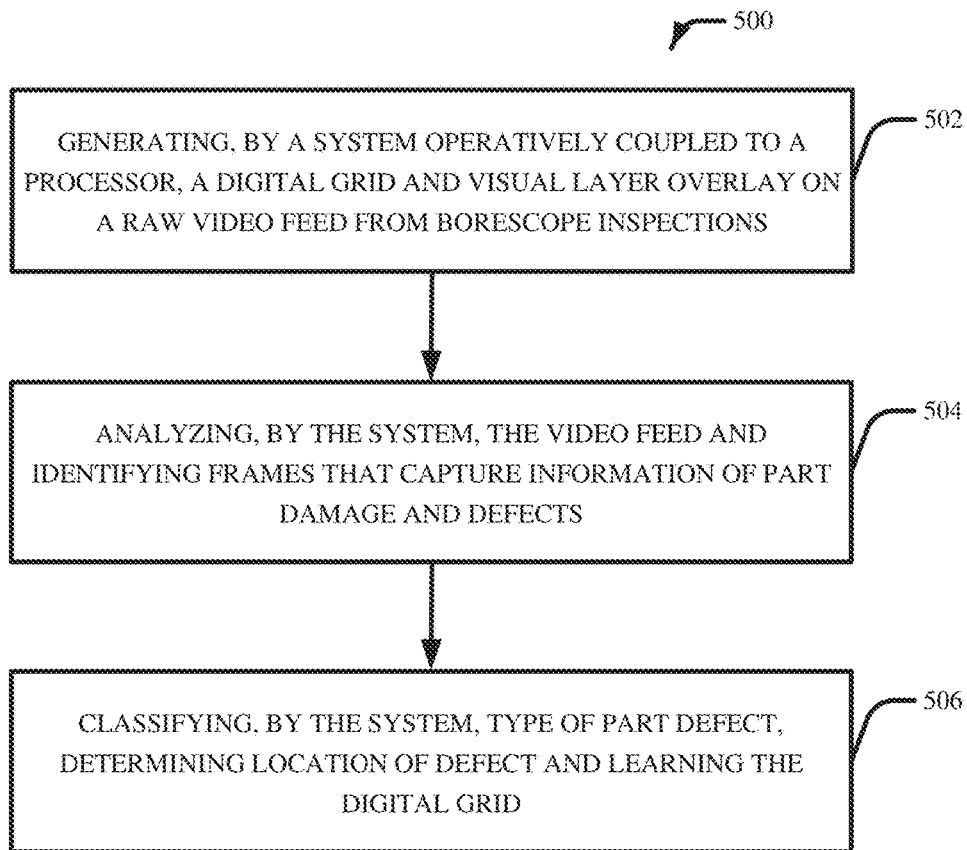 500
GENERATING, BY A SYSTEM OPERATIVELY COUPLED TO A
PROCESSOR, A DIGITAL GRID AND VISUAL LAYER OVERLAY ON
A RAW VIDEO FEED FROM BORESCOPE INSPECTIONS
502
ANALYZING, BY THE SYSTEM, THE VIDEO FEED AND
IDENTIFYING FRAMES THAT CAPTURE INFORMATION OF PART
DAMAGE AND DEFECTS
504
CLASSIFYING, BY THE SYSTEM, TYPE OF PART DEFECT,
DETERMINING LOCATION OF DEFECT AND LEARNING THE
DIGITAL GRID
506